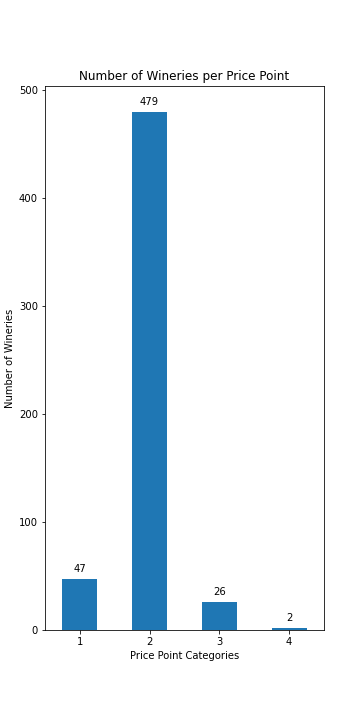 Number of Wineries per Price Point
500
479
400
300
200
100
47
26
2
0
Number of Wineries
1 2 3 4
Price Point Categories